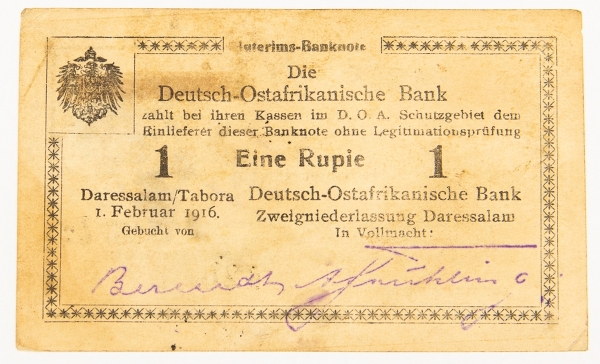 Interims-Banknote
Die
Deutsch-Ostafrikanische Bank
zahlt bei ihren Kassen im D. O. A. Schutzgebiet dem
Einlieferer dieser Banknote ohne Legitimationsprüfung
1 Eine Rupie 1
Daressalam/Tabora
1. Februar 1916.
Gebucht von
Deutsch-Ostafrikanische Bank
Zweigniederlassung Daressalam
In Vollmacht: